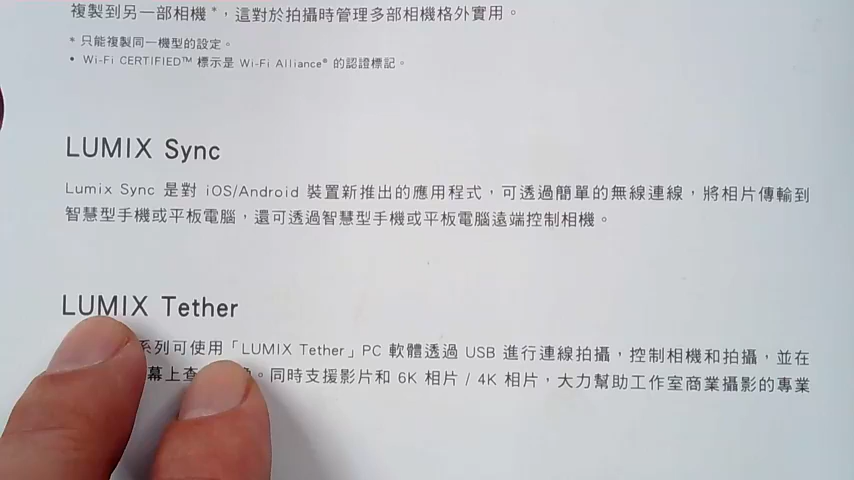 複製到另一部相機*，這對於拍攝時管理多部相機格外實用。
* 只能複製同一機型的設定。
• Wi-Fi CERTIFIED™ 標示是 Wi-Fi Alliance® 的認證標記。
LUMIX Sync
Lumix Sync 是對 iOS/Android 裝置新推出的應用程式，可透過簡單的無線連線，將相片傳輸到
智慧型手機或平板電腦，還可透過智慧型手機或平板電腦遠端控制相機。
LUMIX Tether
系列可使用「LUMIX Tether」PC 軟體透過 USB 進行連線拍攝，控制相機和拍攝，並在
幕上查。同時支援影片和 6K 相片 / 4K 相片，大力幫助工作室商業攝影的專業